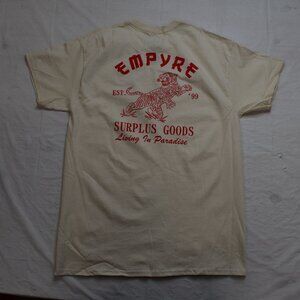 EMPYRE
EST. '99
SURPLUS GOODS
Living In Paradise